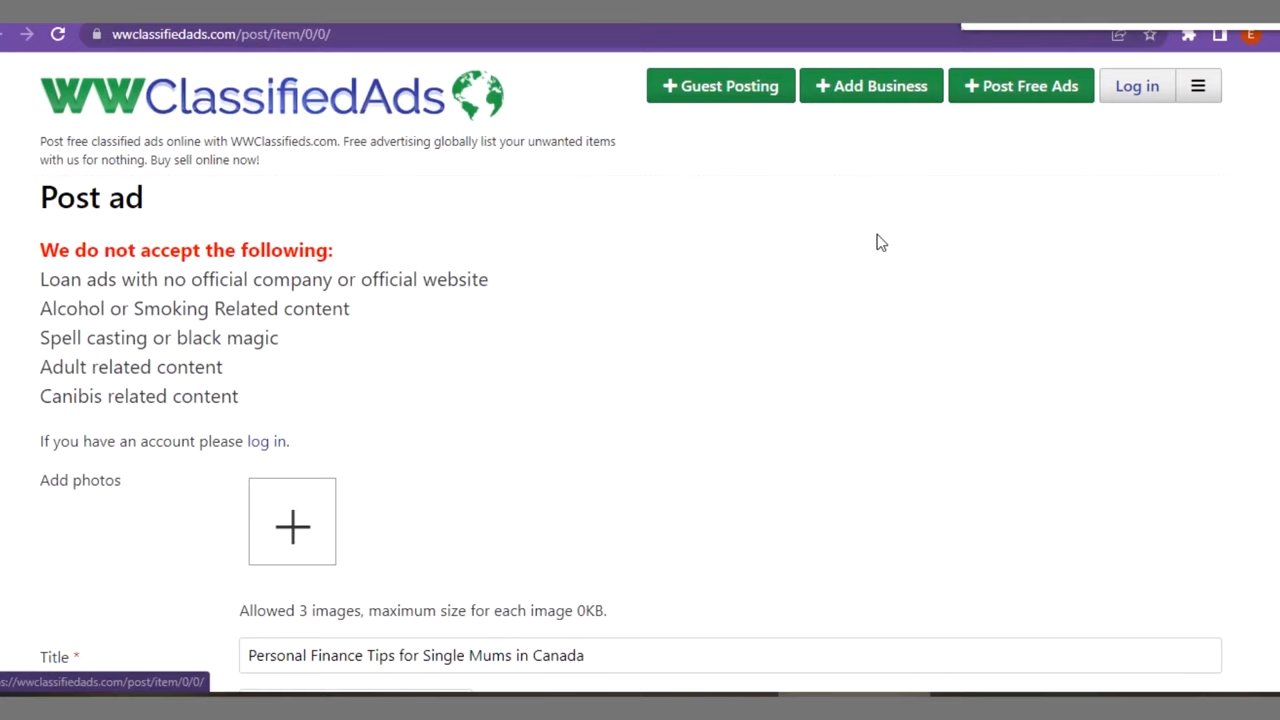 wwclassifiedads.com/post/item/0/0/
E
WWClassifiedAds
+ Guest Posting
+ Add Business
+ Post Free Ads
Log in
Post free classified ads online with WWClassifieds.com. Free advertising globally list your unwanted items
with us for nothing. Buy sell online now!
Post ad
We do not accept the following:
Loan ads with no official company or official website
Alcohol or Smoking Related content
Spell casting or black magic
Adult related content
Canibis related content
If you have an account please log in.
Add photos
Allowed 3 images, maximum size for each image 0KB.
Title *
Personal Finance Tips for Single Mums in Canada
s://wwclassifiedads.com/post/item/0/0/